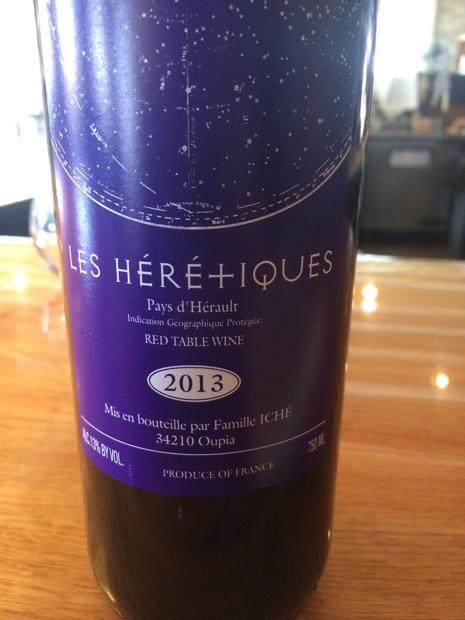 LES HÉRÉTIQUES
Pays d'Hérault
Indication Géographique Protégée
RED TABLE WINE
2013
Mis en bouteille par Famille ICHÉ
34210 Oupia
ALC. 13% BY VOL.
750 ML
PRODUCE OF FRANCE